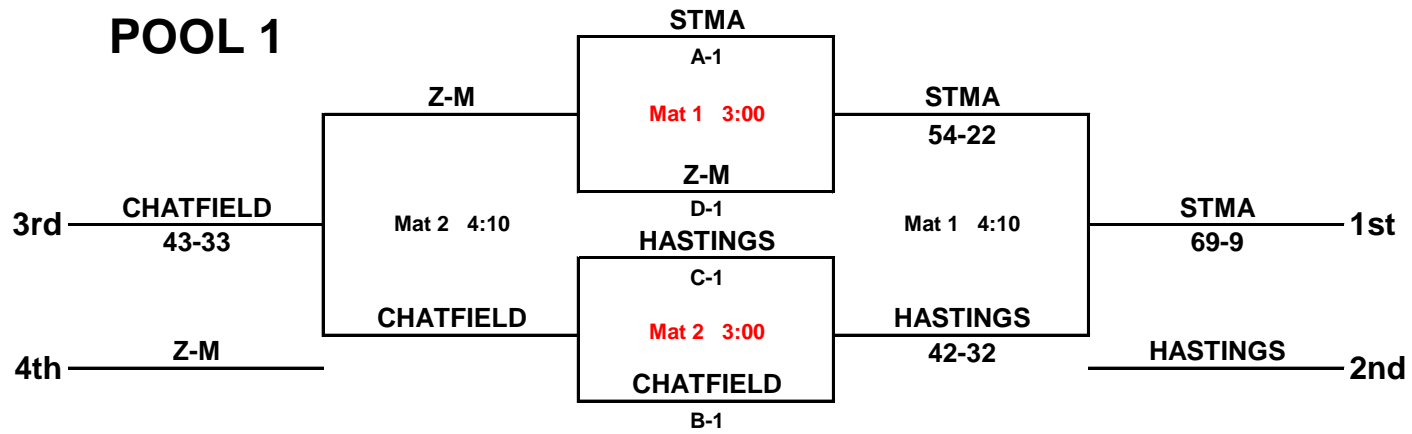 POOL 1
STMA
A-1
Z-M
Mat 1 3:00
STMA
54-22
Z-M
D-1
3rd
CHATFIELD
43-33
Mat 2 4:10
Mat 1 4:10
STMA
69-9
1st
HASTINGS
C-1
CHATFIELD
Mat 2 3:00
HASTINGS
42-32
4th
Z-M
CHATFIELD
B-1
HASTINGS
2nd